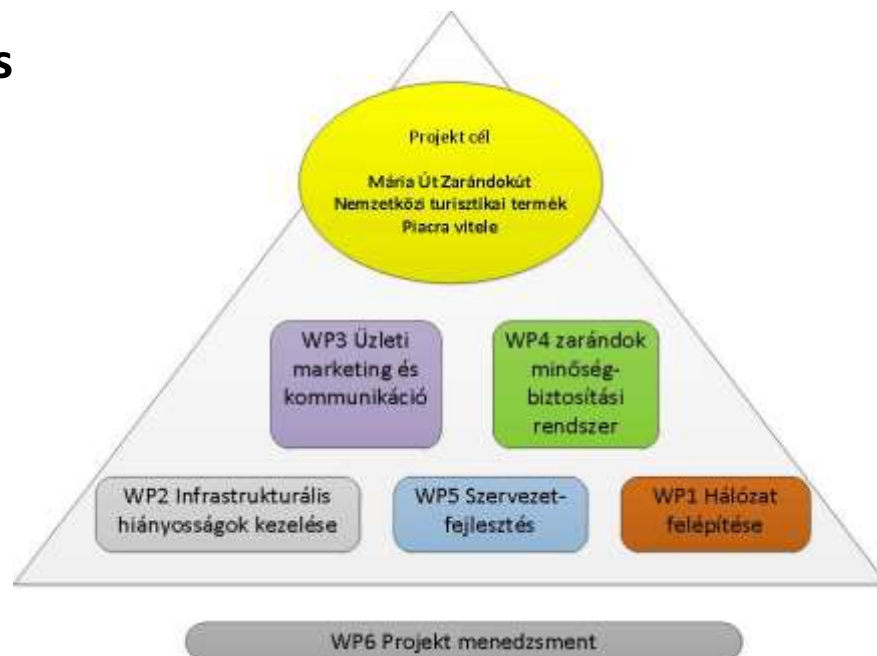 s
Projekt cél
Mária Út Zarándokút
Nemzetközi turisztikai termék
Piacra vitele
WP3 Üzleti
marketing és
kommunikáció
WP4 zarándok
minőség-
biztosítási
rendszer
WP2 Infrastrukturális
hiányosságok kezelése
WP5 Szervezet-
fejlesztés
WP1 Hálózat
felépítése
WP6 Projekt menedzsment